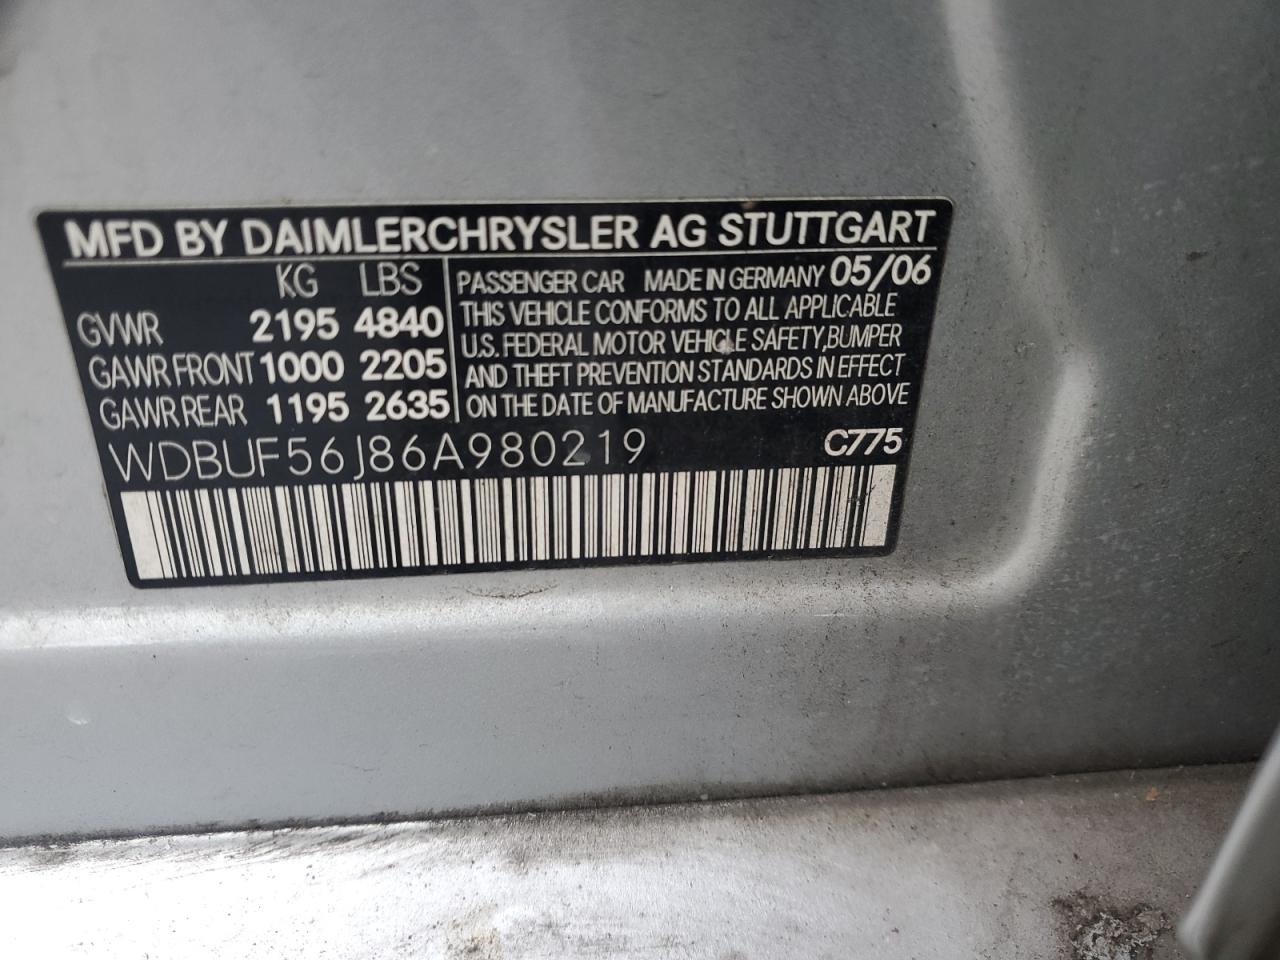 MFD BY DAIMLERCHRYSLER AG STUTTGART
KG LBS
GVWR 2195 4840
GAWR FRONT 1000 2205
GAWR REAR 1195 2635
PASSENGER CAR MADE IN GERMANY 05/06
THIS VEHICLE CONFORMS TO ALL APPLICABLE
U.S. FEDERAL MOTOR VEHICLE SAFETY,BUMPER
AND THEFT PREVENTION STANDARDS IN EFFECT
ON THE DATE OF MANUFACTURE SHOWN ABOVE
WDBUF56J86A980219 C775